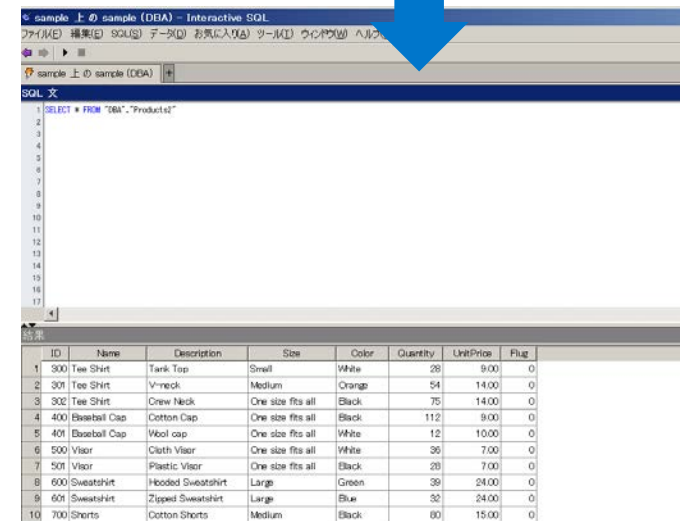 sample 上の sample (DBA) - Interactive SQL
ファイル(F) 編集(E) SQL(S) データ(D) お気に入り(A) ツール(T) ウィンドウ(W) ヘルプ
sample 上の sample (DBA) +
SQL 文
1 SELECT * FROM "DBA"."Products2"
2
3
4
5
6
7
8
9
10
11
12
13
14
15
16
17
結果
ID Name Description Size Color Quantity UnitPrice Flug
1 300 Tee Shirt Tank Top Small White 28 9.00 0
2 301 Tee Shirt V-neck Medium Orange 54 14.00 0
3 302 Tee Shirt Crew Neck One size fits all Black 75 14.00 0
4 400 Baseball Cap Cotton Cap One size fits all Black 112 9.00 0
5 401 Baseball Cap Wool cap One size fits all White 12 10.00 0
6 500 Visor Cloth Visor One size fits all White 36 7.00 0
7 501 Visor Plastic Visor One size fits all Black 28 7.00 0
8 600 Sweatshirt Hooded Sweatshirt Large Green 39 24.00 0
9 601 Sweatshirt Zipped Sweatshirt Large Blue 32 24.00 0
10 700 Shorts Cotton Shorts Medium Black 80 15.00 0